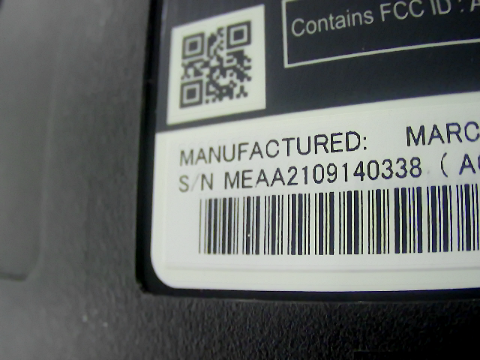 Contains FCC ID : A
MANUFACTURED: MARC
S/N MEAA2109140338 ( A